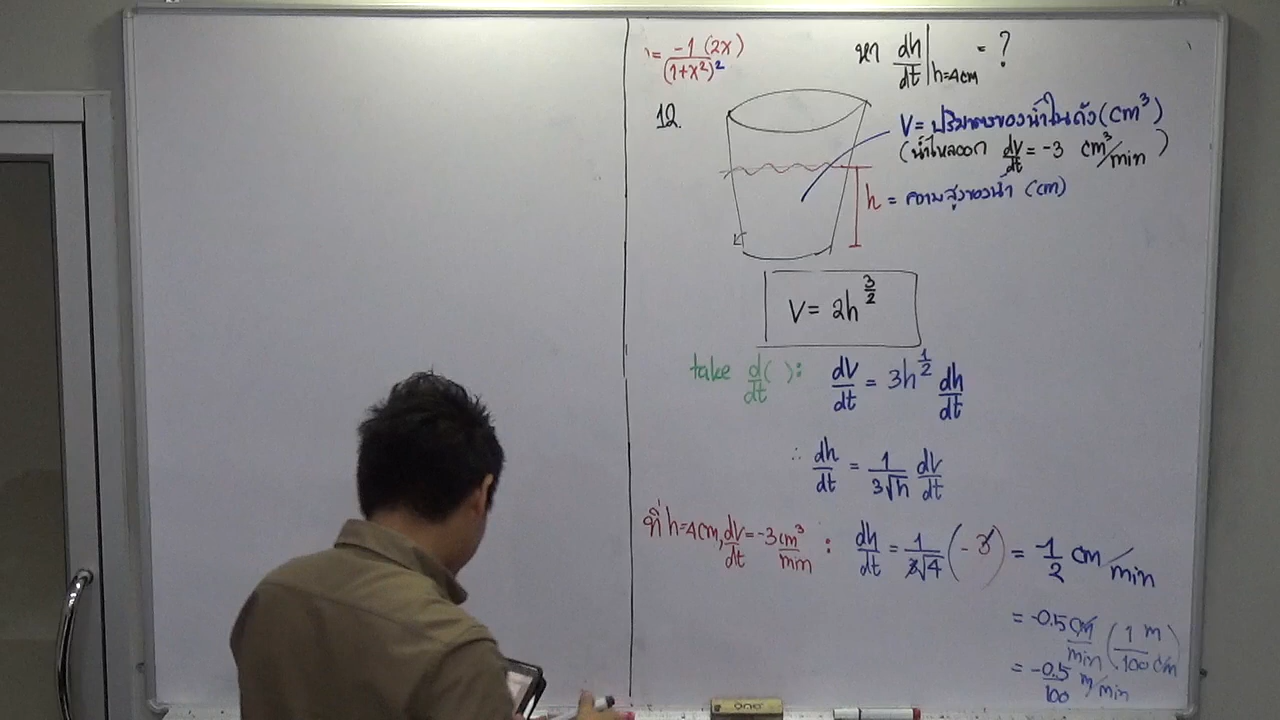 ' = -1 (2x) / (1+x²)²
หา dh/dt |h=4cm = ?
12.
V = ปริมาตรของน้ำในถัง (cm³)
(น้ำไหลออก dV/dt = -3 cm³/min )
h = ความสูงของน้ำ (cm)
V = 2h^(3/2)
take d/dt ( ): dV/dt = 3h^(1/2) dh/dt
∴ dh/dt = 1/(3√h) dV/dt
ที่ h=4cm, dV/dt = -3 cm³/min : dh/dt = 1/(3√4) (-3) = -1/2 cm/min
= -0.5 cm/min (1 m / 100 cm)
= -0.5/100 m/min